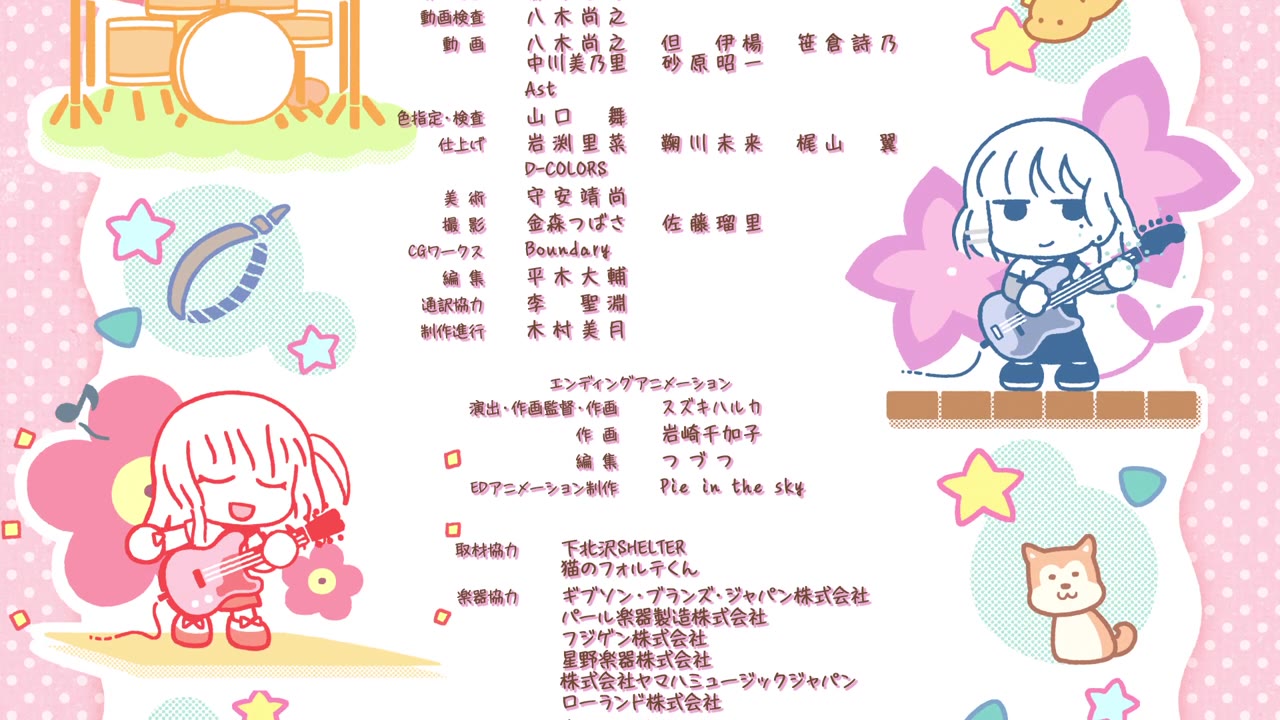 動画検査 八木尚之
動画 八木尚之 但 伊楊 笹倉詩乃
中川美乃里 砂原昭一
Ast
色指定・検査 山口 舞
仕上げ 岩渕里菜 鞠川未来 梶山 翼
D-COLORS
美術 守安靖尚
撮影 金森つばさ 佐藤瑠里
CGワークス Boundary
編集 平木大輔
通訳協力 李 聖淵
制作進行 木村美月
エンディングアニメーション
演出・作画監督・作画 スズキハルカ
作画 岩崎千加子
編集 つづつ
EDアニメーション制作 Pie in the sky
取材協力 下北沢SHELTER
猫のフォルテくん
楽器協力 ギブソン・ブランズ・ジャパン株式会社
パール楽器製造株式会社
フジゲン株式会社
星野楽器株式会社
株式会社ヤマハミュージックジャパン
ローランド株式会社